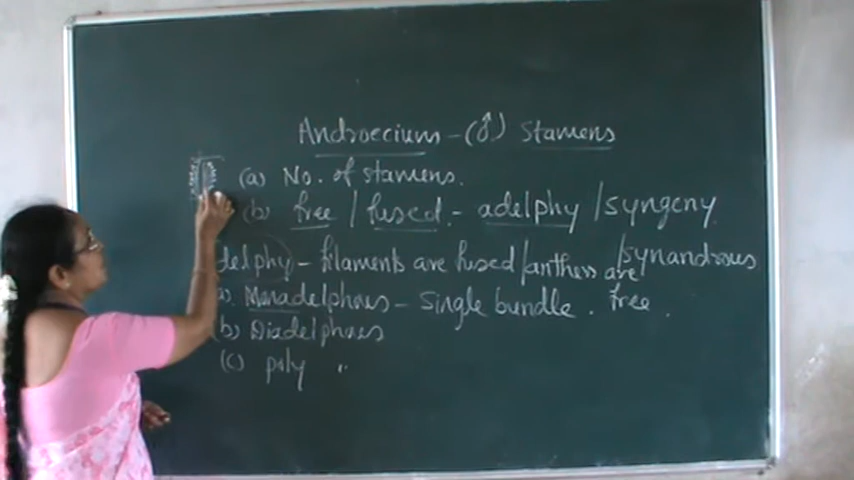 Androecium - (♂) Stamens
(a) No. of stamens.
(b) free / fused. - adelphy / syngeny
/synandrous
delphy - filaments are fused/anthers are
a). Monadelphous - single bundle. free.
(b) Diadelphous
(c) poly "